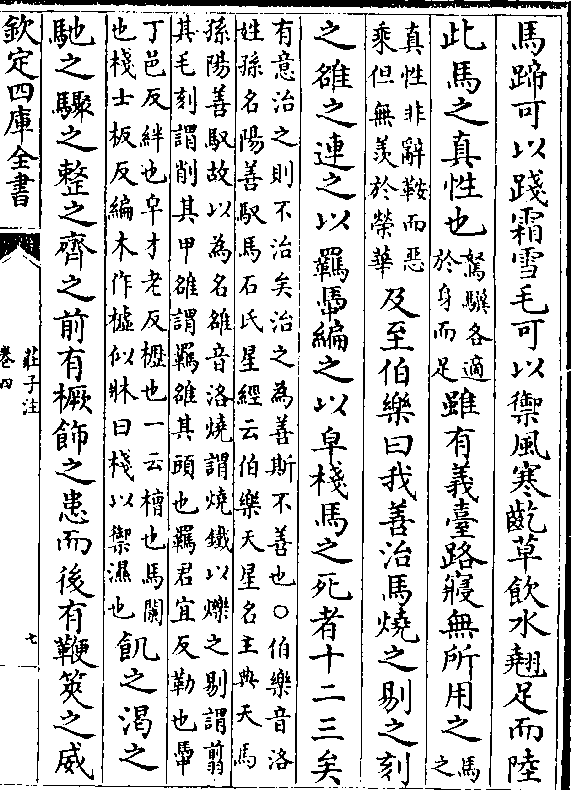 馬蹄可以踐霜雪毛可以禦風寒齕草飲水翹足而陸
此馬之真性也駑驥各適於身而足雖有義臺路寢無所用之馬之
真性非辭鞍而惡乘但無羨於榮華及至伯樂曰我善治馬燒之剔之刻
之雒之連之以羈馽編之以皁棧馬之死者十二三矣
有意治之則不治矣治之為善斯不善也○伯樂音洛
姓孫名陽善馭馬石氏星經云伯樂天星名主典天馬
孫陽善馭故以為名雒音洛燒謂燒鐵以爍之剔謂翦
其毛刻謂削其甲雒謂羈雒其頭也羈君宜反勒也馽
丁邑反絆也皁才老反櫪也一云槽也馬閑
也棧士板反編木作櫨似牀曰棧以禦濕也飢之渴之
馳之驟之整之齊之前有橛飾之患而後有鞭筴之威
欽定四庫全書
莊子注
卷四
七